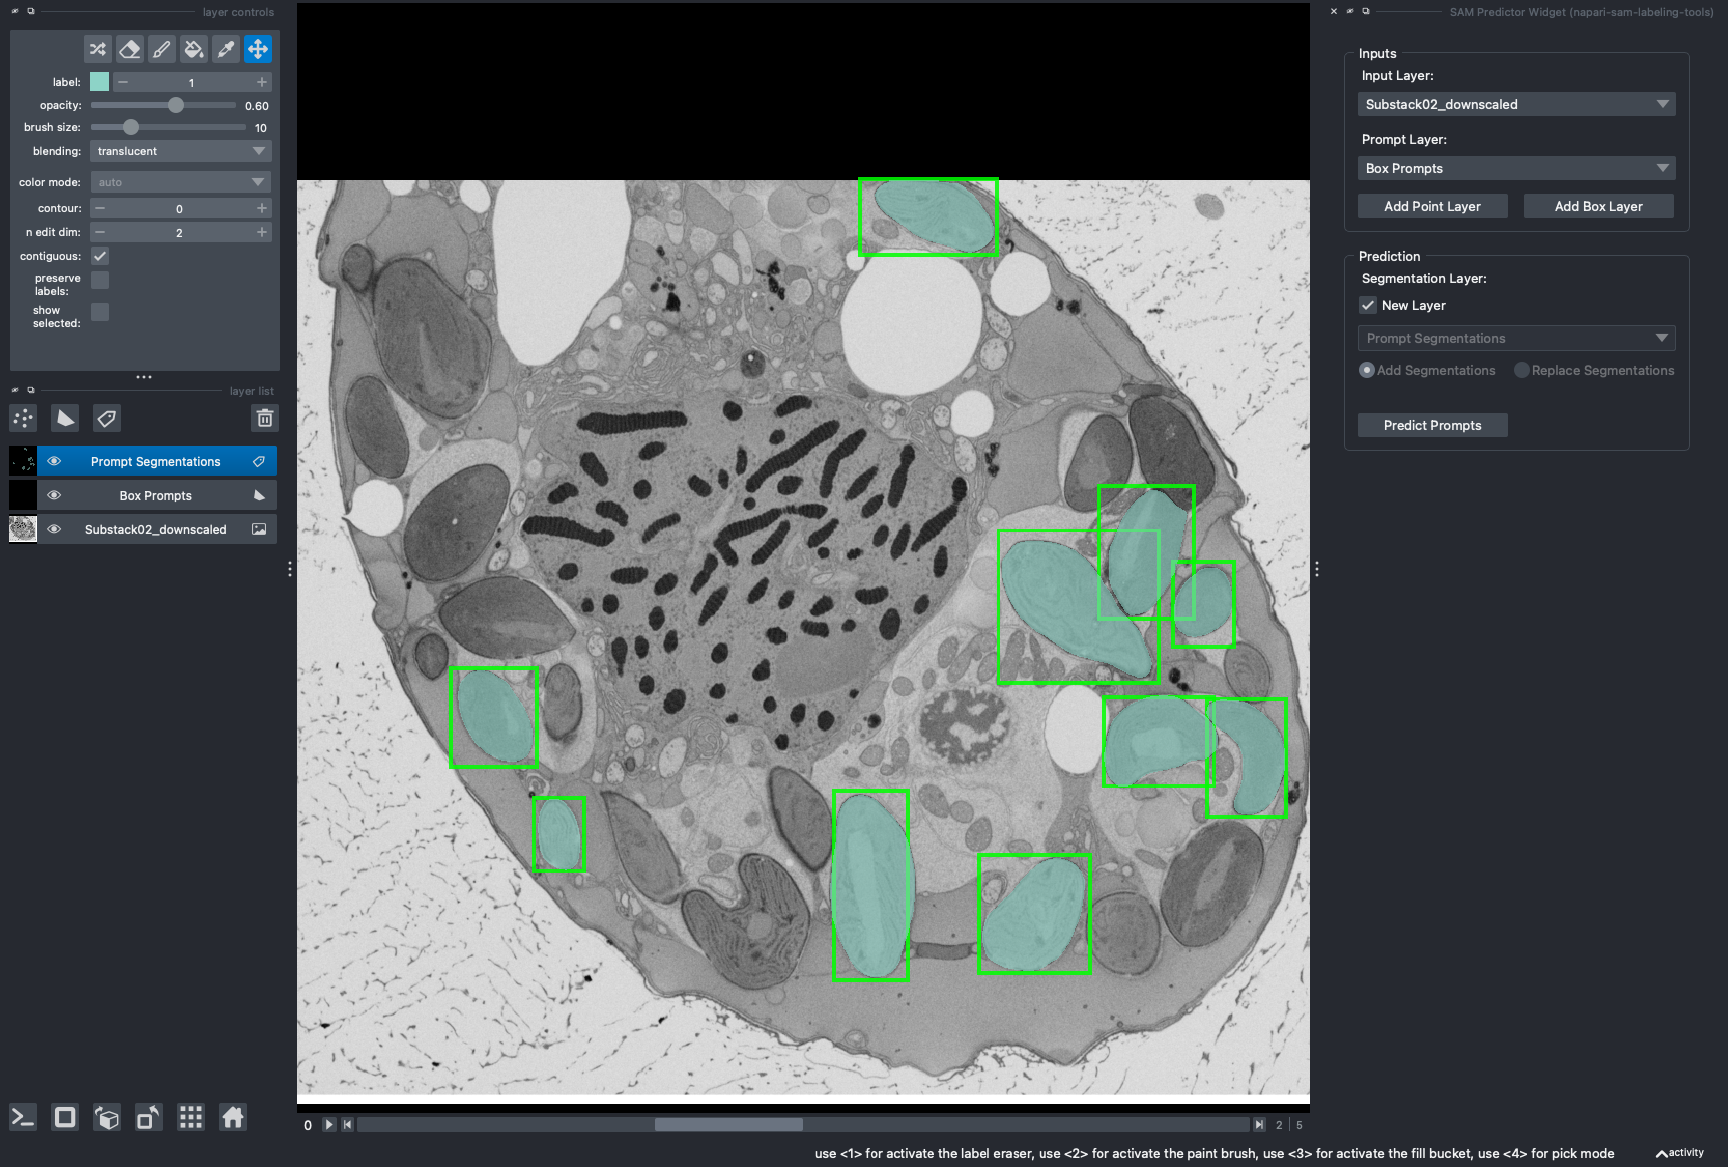 layer controls
label:
1
opacity:
0.60
brush size:
10
blending:
translucent
color mode:
auto
contour:
0
n edit dim:
2
contiguous:
preserve
labels:
show
selected:
layer list
Prompt Segmentations
Box Prompts
Substack02_downscaled
0
2 | 5
SAM Predictor Widget (napari-sam-labeling-tools)
Inputs
Input Layer:
Substack02_downscaled
Prompt Layer:
Box Prompts
Add Point Layer
Add Box Layer
Prediction
Segmentation Layer:
New Layer
Prompt Segmentations
Add Segmentations
Replace Segmentations
Predict Prompts
use <1> for activate the label eraser, use <2> for activate the paint brush, use <3> for activate the fill bucket, use <4> for pick mode
activity